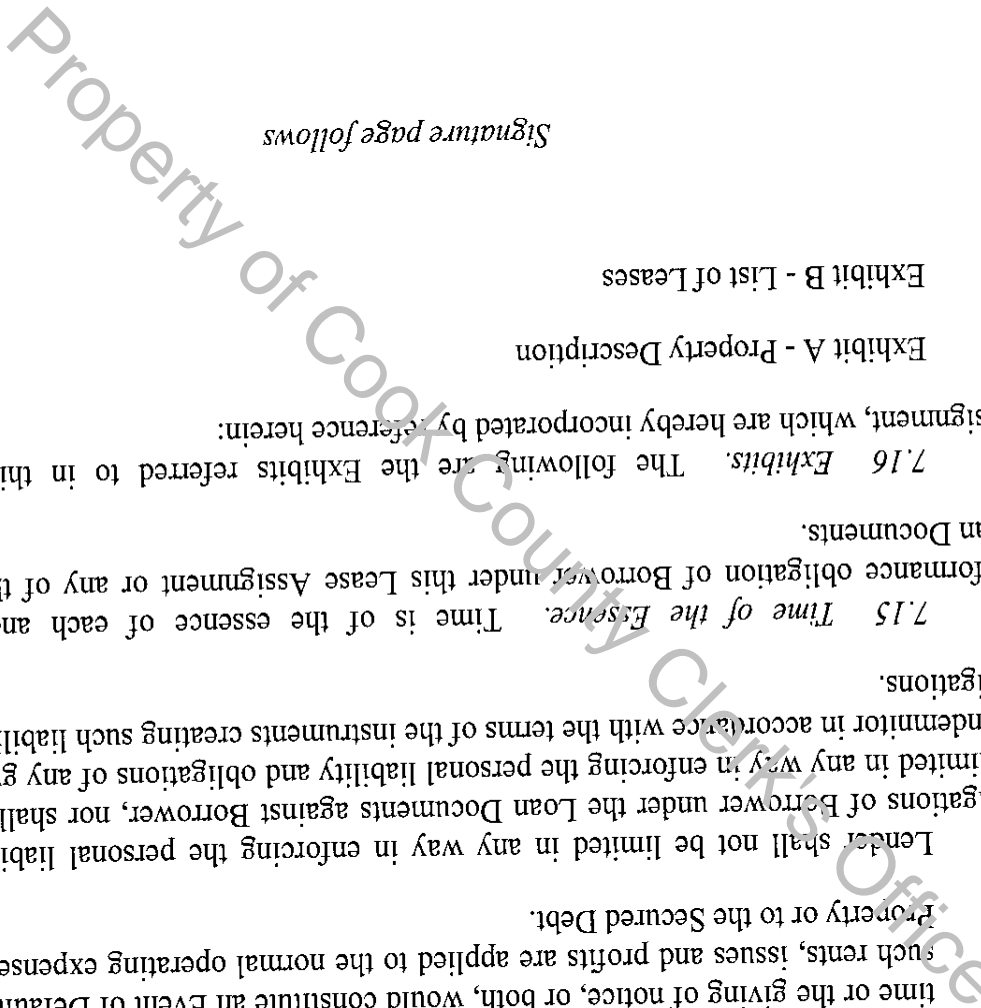 time or the giving of notice, or both, would constitute an Event of Defaul
such rents, issues and profits are applied to the normal operating expense
Property or to the Secured Debt.
Lender shall not be limited in any way in enforcing the personal liabi
gations of Borrower under the Loan Documents against Borrower, nor shall
imited in any way in enforcing the personal liability and obligations of any g
ndemnitor in accordance with the terms of the instruments creating such liabili
igations.
7.15 Time of the Essence. Time is of the essence of each an
formance obligation of Borrower under this Lease Assignment or any of t
an Documents.
7.16 Exhibits. The following are the Exhibits referred to in thi
signment, which are hereby incorporated by reference herein:
Exhibit A - Property Description
Exhibit B - List of Leases
Signature page follows
Property of Cook County Clerk's Office